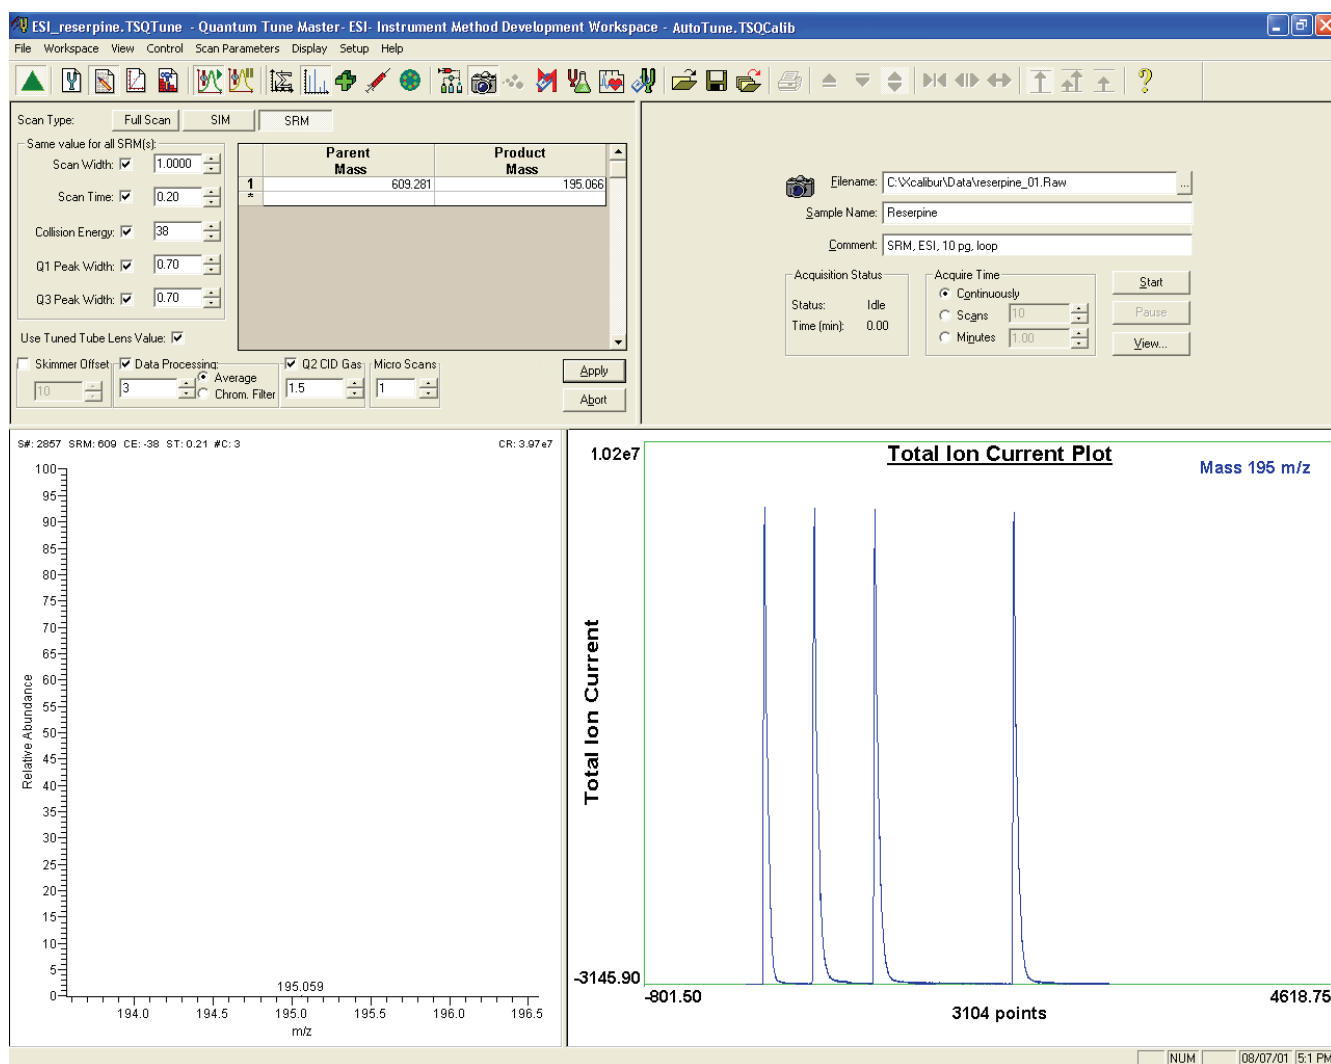 ESI_reserpine.TSQTune - Quantum Tune Master- ESI- Instrument Method Development Workspace - AutoTune.TSQCalib
File Workspace View Control Scan Parameters Display Setup Help
Scan Type: Full Scan SIM SRM
Same value for all SRM(s):
Scan Width: 1.0000
Scan Time: 0.20
Collision Energy: 38
Q1 Peak Width: 0.70
Q3 Peak Width: 0.70
Parent Mass Product Mass
1 609.281 195.066
*
Use Tuned Tube Lens Value:
Skimmer Offset Data Processing: Q2 CID Gas Micro Scans
10 3 Average Chrom. Filter 1.5 1
Apply
Abort
Filename: C:\Xcalibur\Data\reserpine_01.Raw ...
Sample Name: Reserpine
Comment: SRM, ESI, 10 pg, loop
Acquisition Status
Status: Idle
Time (min): 0.00
Acquire Time
Continuously
Scans 10
Minutes 1.00
Start
Pause
View...
S#: 2857 SRM: 609 CE: -38 ST: 0.21 #C: 3 CR: 3.97e7
100
95
90
85
80
75
70
65
60
55
50
45
40
35
30
25
20
15
10
5
0
Relative Abundance
195.059
194.0 194.5 195.0 195.5 196.0 196.5
m/z
Total Ion Current Plot
Mass 195 m/z
1.02e7
Total Ion Current
-3145.90
-801.50 4618.75
3104 points
NUM 08/07/01 5:1 PM